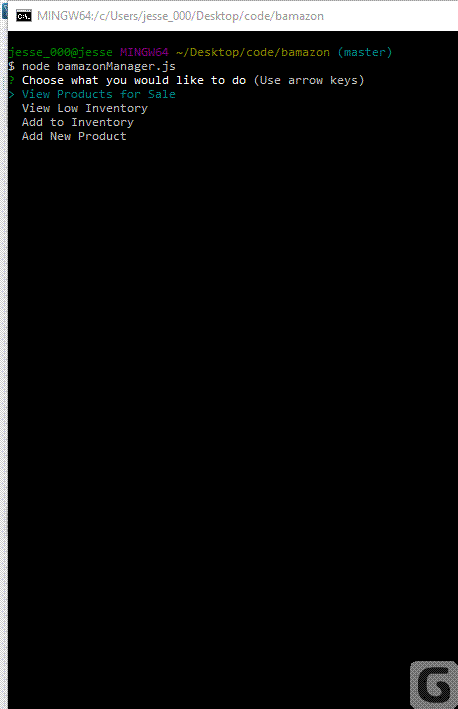 MINGW64:/c/Users/jesse_000/Desktop/code/bamazon
jesse_000@jesse MINGW64 ~/Desktop/code/bamazon (master)
$ node bamazonManager.js
? Choose what you would like to do (Use arrow keys)
> View Products for Sale
View Low Inventory
Add to Inventory
Add New Product
G